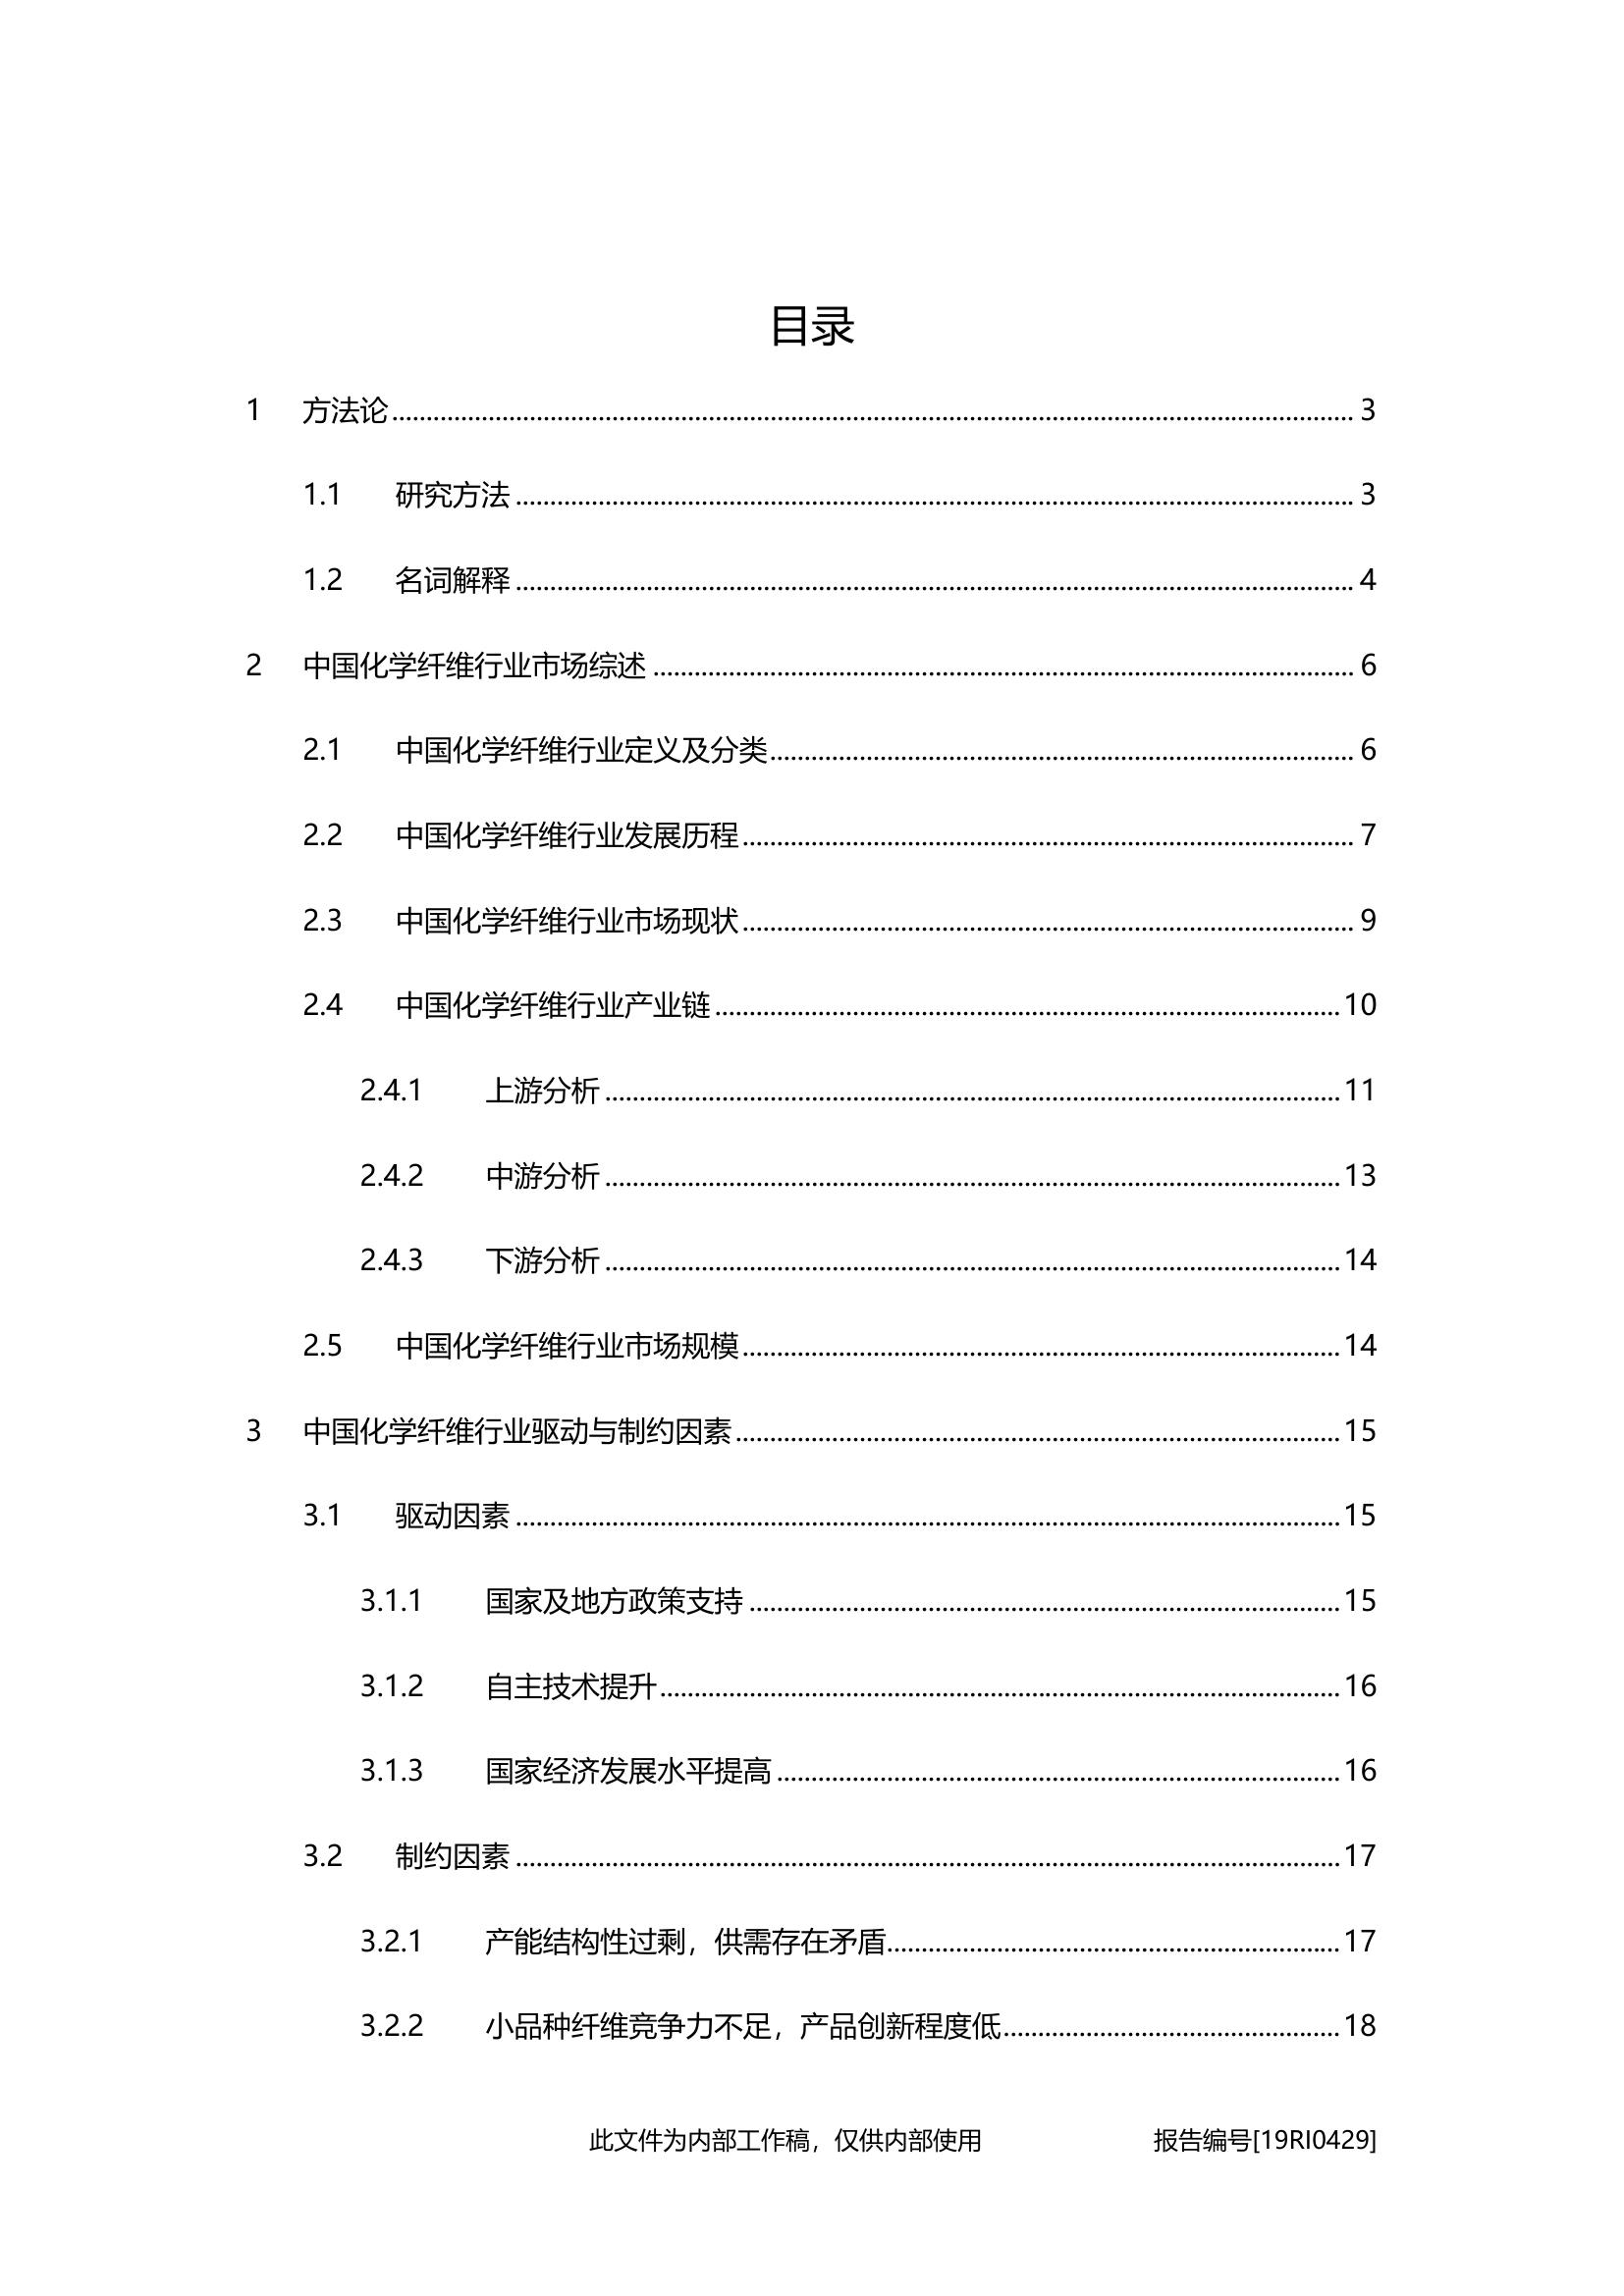 目录
1 方法论 3
1.1 研究方法 3
1.2 名词解释 4
2 中国化学纤维行业市场综述 6
2.1 中国化学纤维行业定义及分类 6
2.2 中国化学纤维行业发展历程 7
2.3 中国化学纤维行业市场现状 9
2.4 中国化学纤维行业产业链 10
2.4.1 上游分析 11
2.4.2 中游分析 13
2.4.3 下游分析 14
2.5 中国化学纤维行业市场规模 14
3 中国化学纤维行业驱动与制约因素 15
3.1 驱动因素 15
3.1.1 国家及地方政策支持 15
3.1.2 自主技术提升 16
3.1.3 国家经济发展水平提高 16
3.2 制约因素 17
3.2.1 产能结构性过剩，供需存在矛盾 17
3.2.2 小品种纤维竞争力不足，产品创新程度低 18
此文件为内部工作稿，仅供内部使用 报告编号[19RI0429]